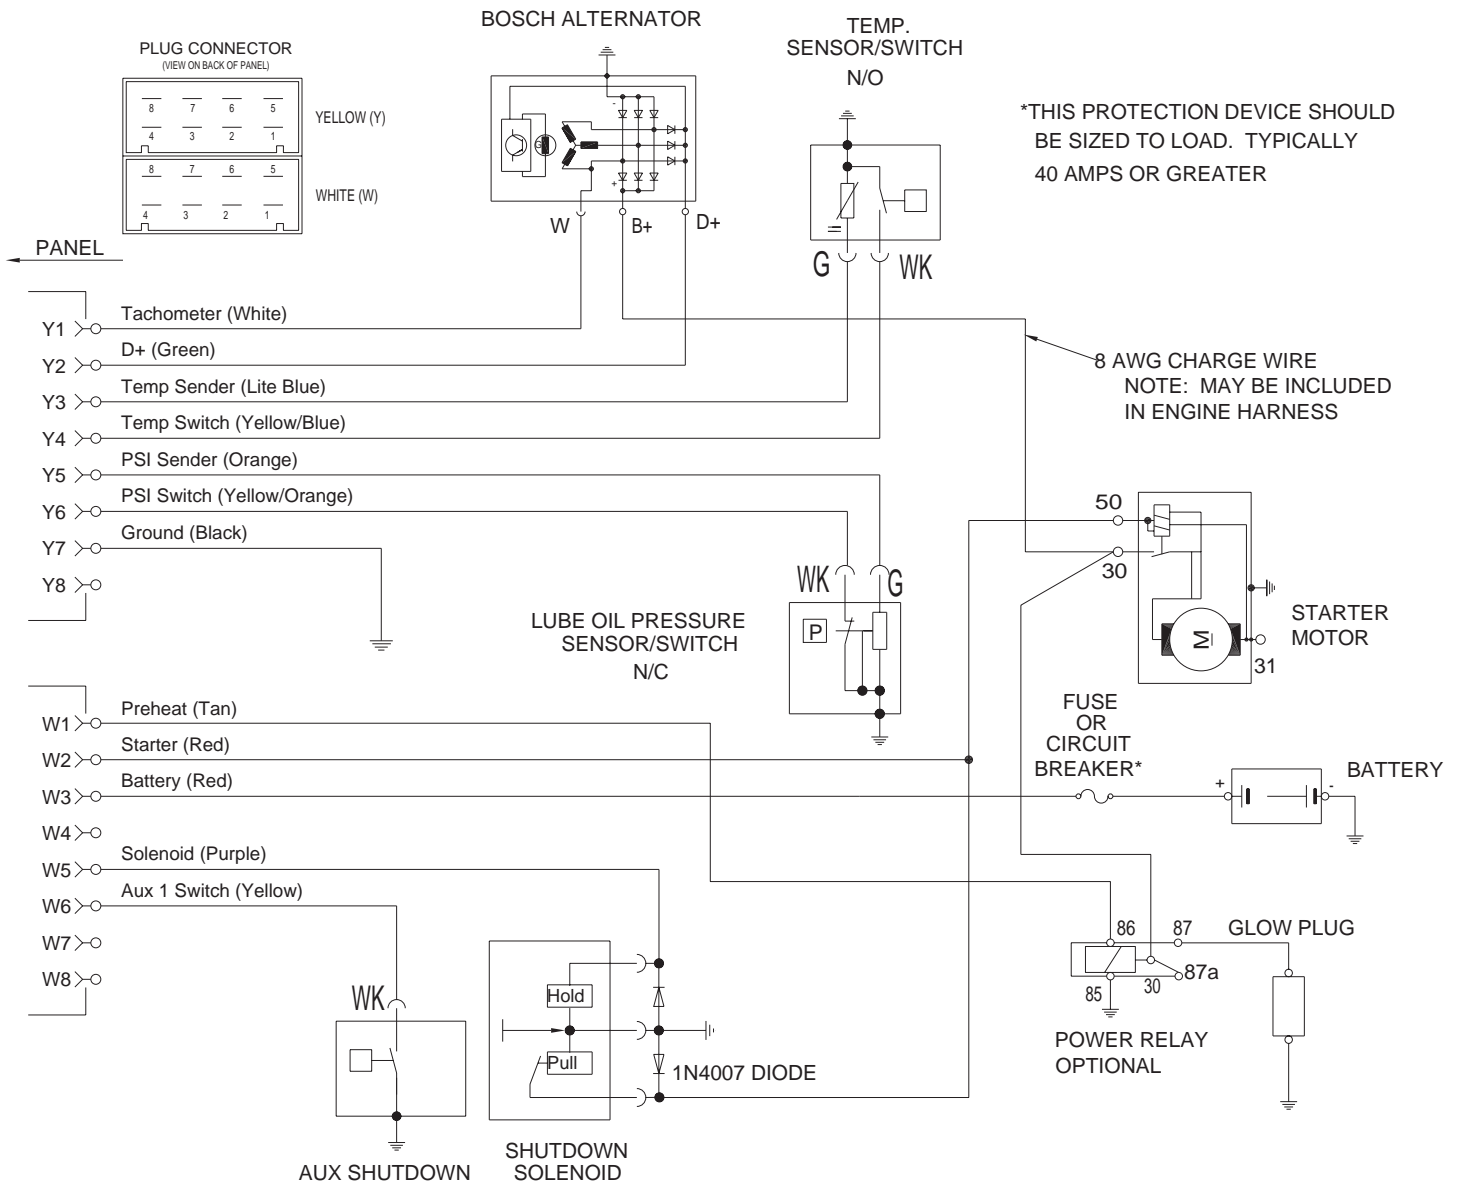 BOSCH ALTERNATOR
TEMP.
SENSOR/SWITCH
N/O
PLUG CONNECTOR
(VIEW ON BACK OF PANEL)
8 7 6 5
4 3 2 1
YELLOW (Y)
8 7 6 5
4 3 2 1
WHITE (W)
*THIS PROTECTION DEVICE SHOULD
BE SIZED TO LOAD. TYPICALLY
40 AMPS OR GREATER
G
-
+
W B+ D+
G WK
PANEL
Y1 Tachometer (White)
Y2 D+ (Green)
Y3 Temp Sender (Lite Blue)
Y4 Temp Switch (Yellow/Blue)
Y5 PSI Sender (Orange)
Y6 PSI Switch (Yellow/Orange)
Y7 Ground (Black)
Y8
8 AWG CHARGE WIRE
NOTE: MAY BE INCLUDED
IN ENGINE HARNESS
50
30
M
31
STARTER
MOTOR
WK G
P
LUBE OIL PRESSURE
SENSOR/SWITCH
N/C
W1 Preheat (Tan)
W2 Starter (Red)
W3 Battery (Red)
W4
W5 Solenoid (Purple)
W6 Aux 1 Switch (Yellow)
W7
W8
FUSE
OR
CIRCUIT
BREAKER*
+ -
BATTERY
86 87
87a
85 30
GLOW PLUG
POWER RELAY
OPTIONAL
WK
AUX SHUTDOWN
Hold
Pull
1N4007 DIODE
SHUTDOWN
SOLENOID